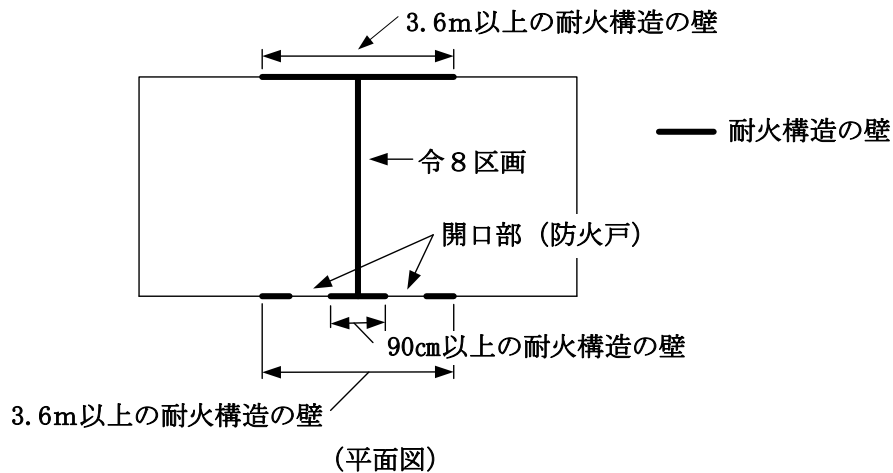 3.6m以上の耐火構造の壁
耐火構造の壁
令８区画
開口部（防火戸）
90cm以上の耐火構造の壁
3.6m以上の耐火構造の壁
（平面図）